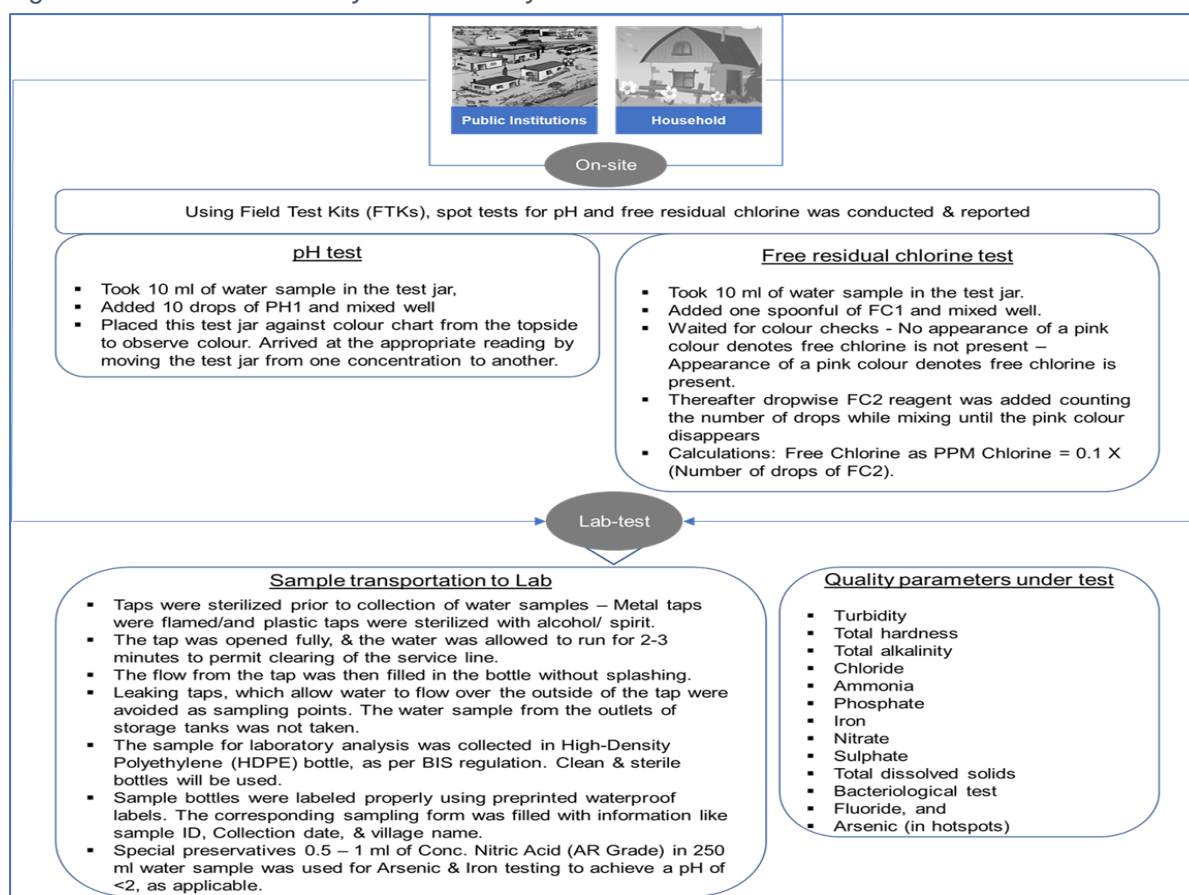 Public Institutions
Household
On-site
Using Field Test Kits (FTKs), spot tests for pH and free residual chlorine was conducted & reported
pH test
▪ Took 10 ml of water sample in the test jar,
▪ Added 10 drops of PH1 and mixed well
▪ Placed this test jar against colour chart from the topside
to observe colour. Arrived at the appropriate reading by
moving the test jar from one concentration to another.
Free residual chlorine test
▪ Took 10 ml of water sample in the test jar.
▪ Added one spoonful of FC1 and mixed well.
▪ Waited for colour checks - No appearance of a pink
colour denotes free chlorine is not present –
Appearance of a pink colour denotes free chlorine is
present.
▪ Thereafter dropwise FC2 reagent was added counting
the number of drops while mixing until the pink colour
disappears
▪ Calculations: Free Chlorine as PPM Chlorine = 0.1 X
(Number of drops of FC2).
Lab-test
Sample transportation to Lab
▪ Taps were sterilized prior to collection of water samples – Metal taps
were flamed/and plastic taps were sterilized with alcohol/ spirit.
▪ The tap was opened fully, & the water was allowed to run for 2-3
minutes to permit clearing of the service line.
▪ The flow from the tap was then filled in the bottle without splashing.
▪ Leaking taps, which allow water to flow over the outside of the tap were
avoided as sampling points. The water sample from the outlets of
storage tanks was not taken.
▪ The sample for laboratory analysis was collected in High-Density
Polyethylene (HDPE) bottle, as per BIS regulation. Clean & sterile
bottles will be used.
▪ Sample bottles were labeled properly using preprinted waterproof
labels. The corresponding sampling form was filled with information like
sample ID, Collection date, & village name.
▪ Special preservatives 0.5 – 1 ml of Conc. Nitric Acid (AR Grade) in 250
ml water sample was used for Arsenic & Iron testing to achieve a pH of
<2, as applicable.
Quality parameters under test
▪ Turbidity
▪ Total hardness
▪ Total alkalinity
▪ Chloride
▪ Ammonia
▪ Phosphate
▪ Iron
▪ Nitrate
▪ Sulphate
▪ Total dissolved solids
▪ Bacteriological test
▪ Fluoride, and
▪ Arsenic (in hotspots)